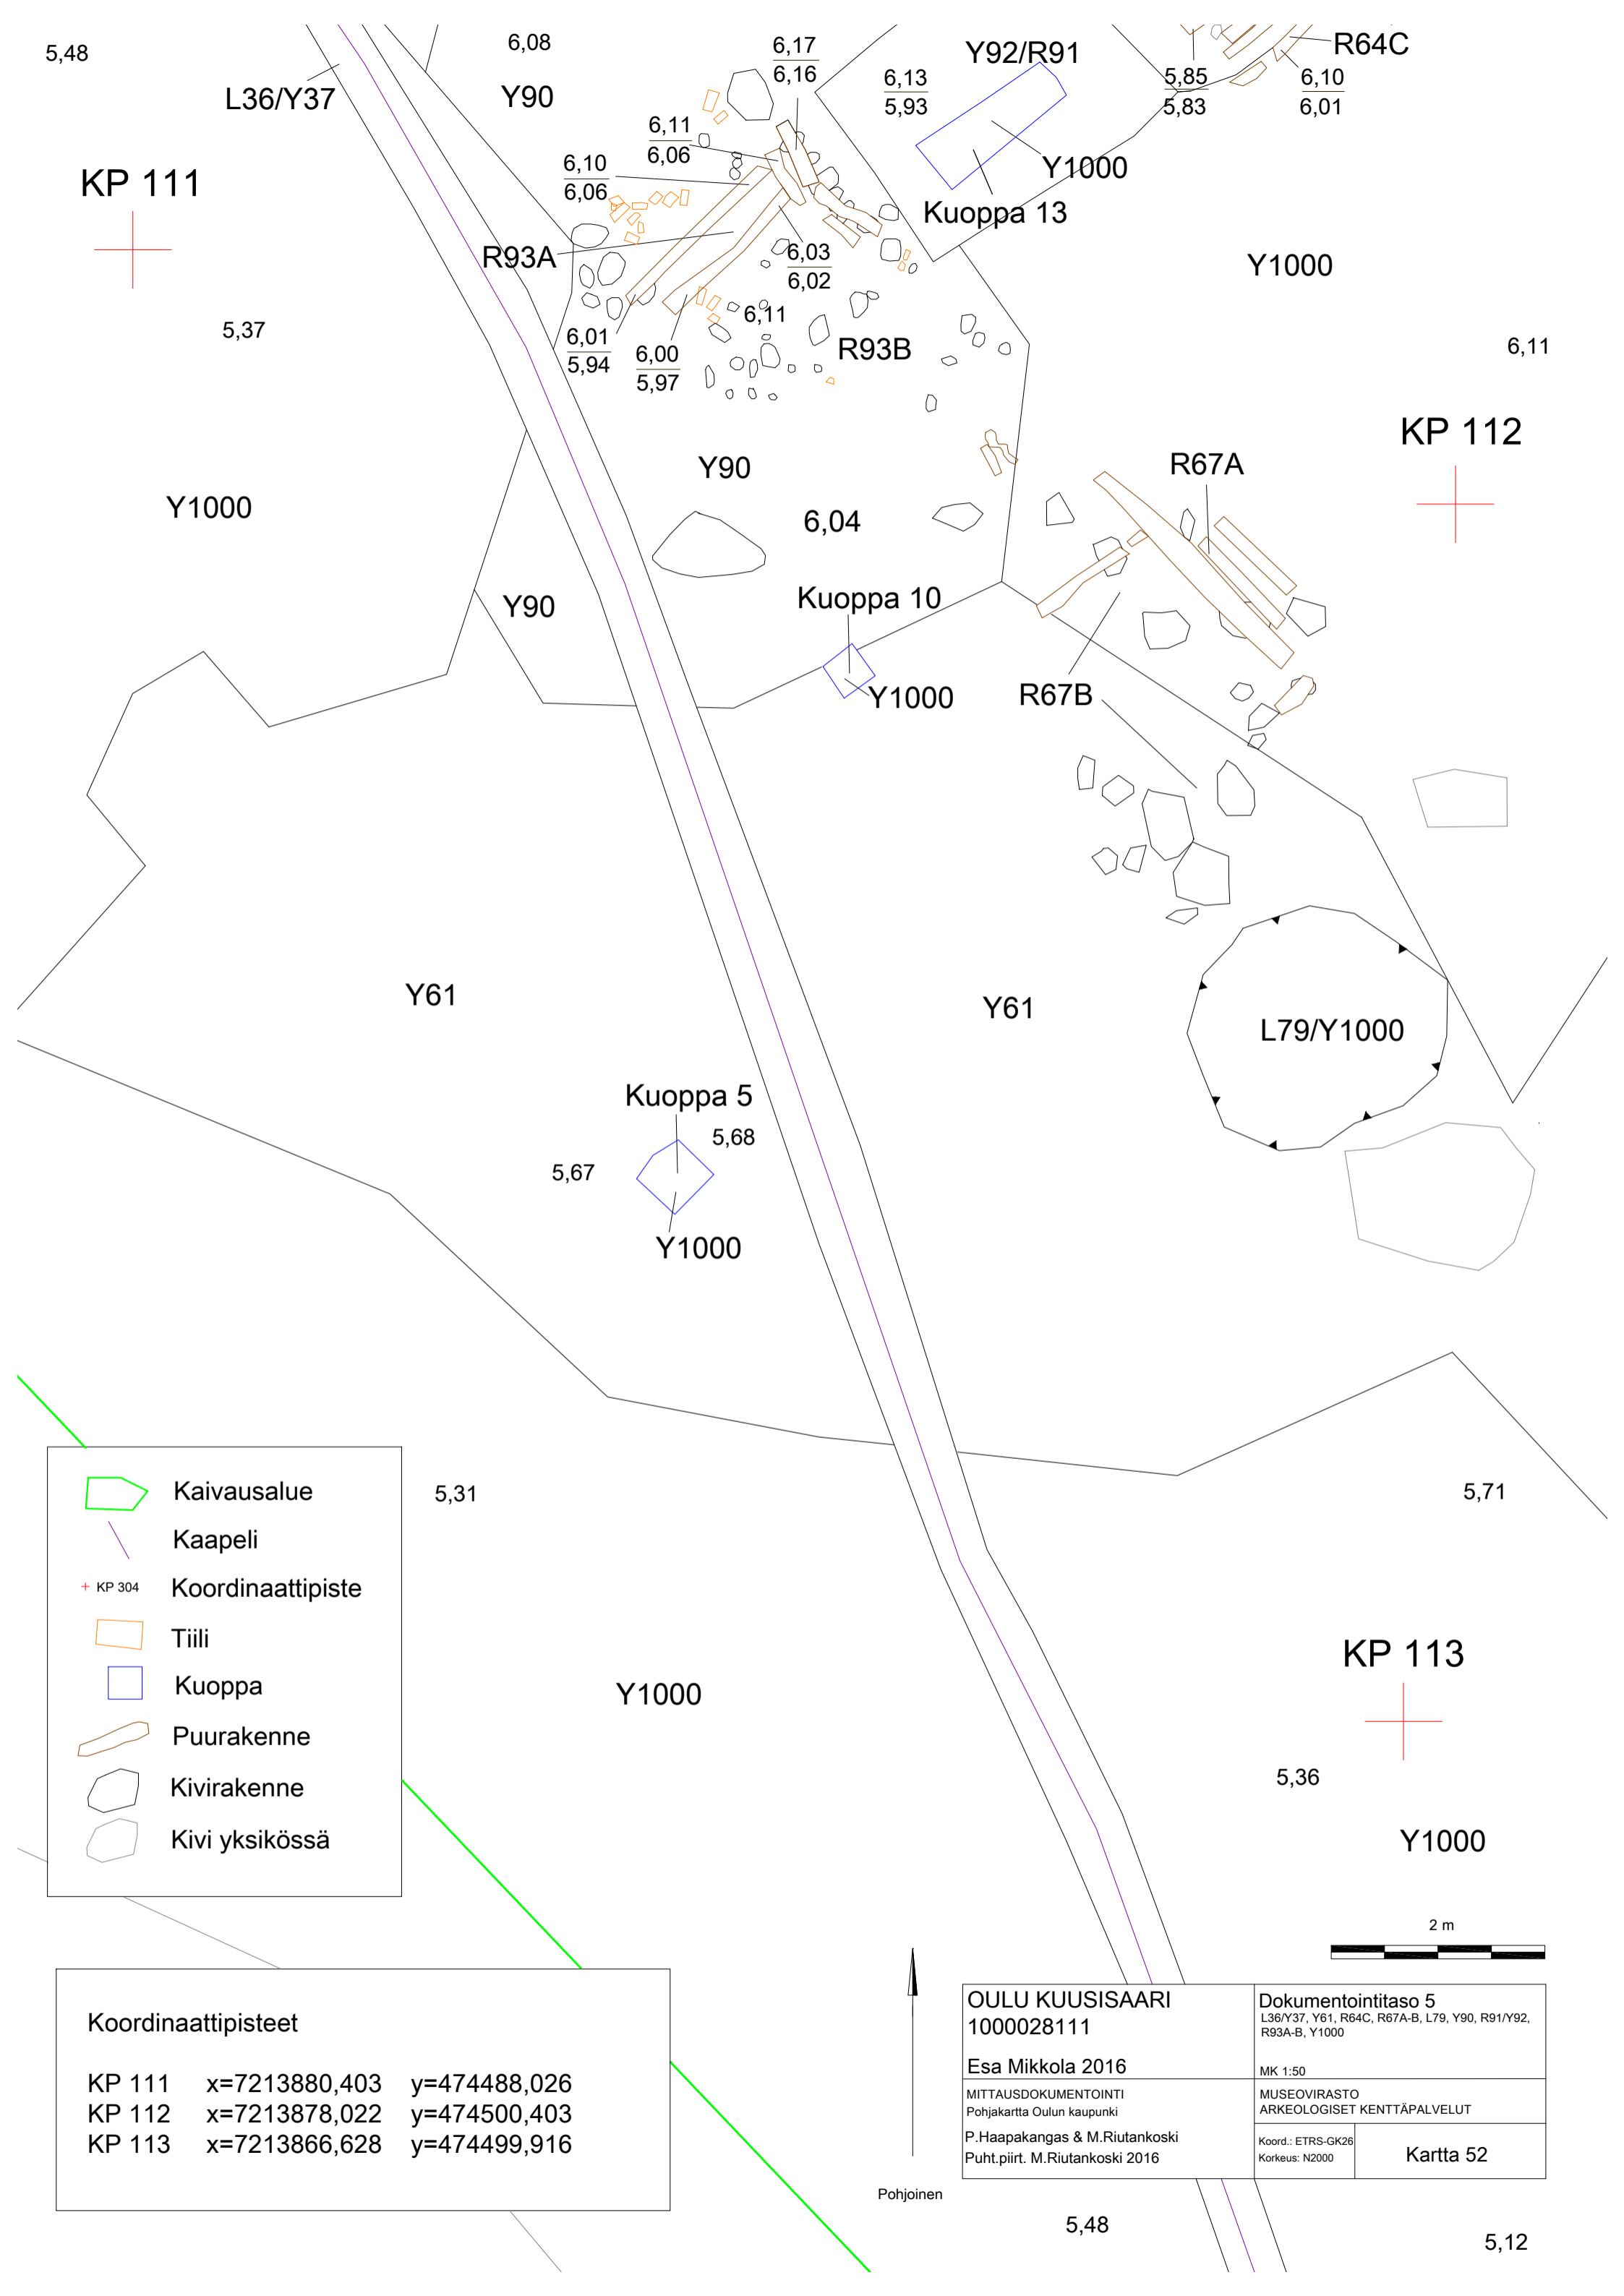 5,48
6,08
6,17
6,16
Y92/R91
R64C
L36/Y37
Y90
6,13
5,93
5,85
5,83
6,10
6,01
6,11
6,06
6,10
6,06
Y1000
KP 111
Kuoppa 13
R93A
6,03
6,02
Y1000
5,37
6,11
6,01
5,94
6,00
5,97
R93B
6,11
KP 112
Y90
R67A
Y1000
6,04
Kuoppa 10
Y90
Y1000
R67B
Y61
Y61
L79/Y1000
Kuoppa 5
5,68
5,67
Y1000
Kaivausalue
Kaapeli
KP 304 Koordinaattipiste
Tiili
Kuoppa
Puurakenne
Kivirakenne
Kivi yksikössä
5,31
5,71
KP 113
Y1000
5,36
Y1000
2 m
Koordinaattipisteet
KP 111 x=7213880,403 y=474488,026
KP 112 x=7213878,022 y=474500,403
KP 113 x=7213866,628 y=474499,916
Pohjoinen
OULU KUUSISAARI
1000028111
Esa Mikkola 2016
Dokumentointitaso 5
L36/Y37, Y61, R64C, R67A-B, L79, Y90, R91/Y92,
R93A-B, Y1000
MK 1:50
MITTAUSDOKUMENTOINTI
Pohjakartta Oulun kaupunki
P.Haapakangas & M.Riutankoski
Puht.piirt. M.Riutankoski 2016
MUSEOVIRASTO
ARKEOLOGISET KENTTÄPALVELUT
Koord.: ETRS-GK26
Korkeus: N2000
Kartta 52
5,48
5,12